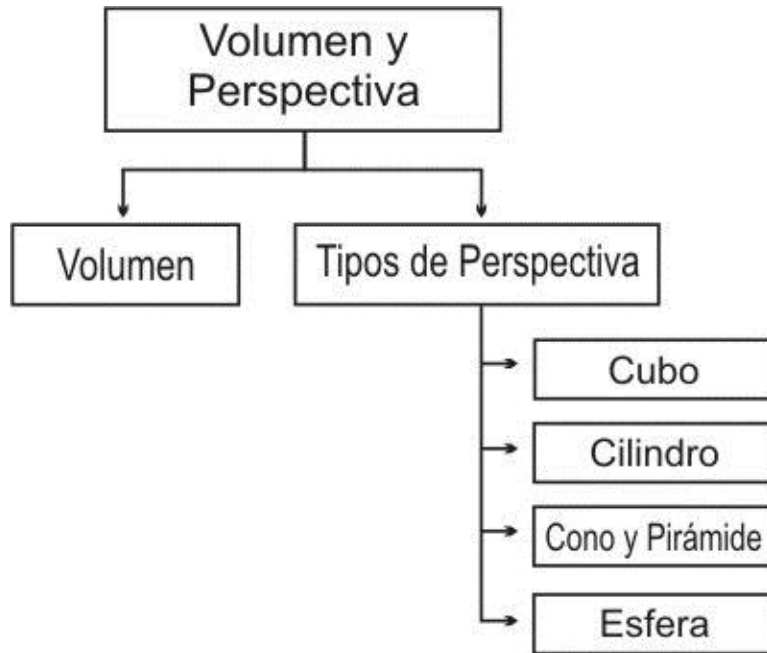 Volumen y
Perspectiva
Volumen
Tipos de Perspectiva
Cubo
Cilindro
Cono y Pirámide
Esfera